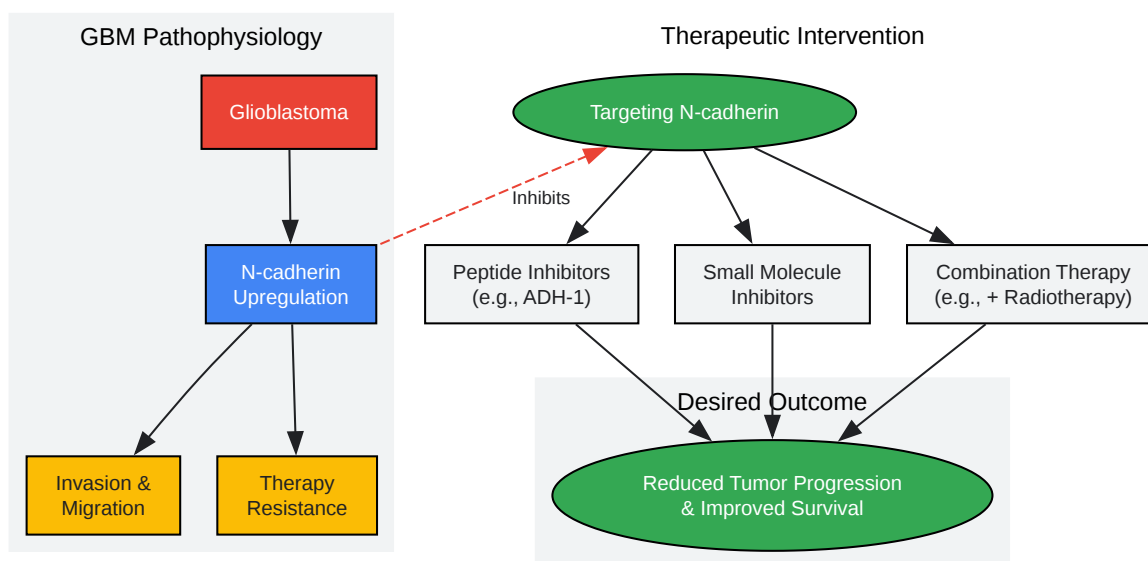 GBM Pathophysiology
Therapeutic Intervention
Glioblastoma
Targeting N-cadherin
Inhibits
N-cadherin
Upregulation
Peptide Inhibitors
(e.g., ADH-1)
Small Molecule
Inhibitors
Combination Therapy
(e.g., + Radiotherapy)
Desired Outcome
Invasion &
Migration
Therapy
Resistance
Reduced Tumor Progression
& Improved Survival